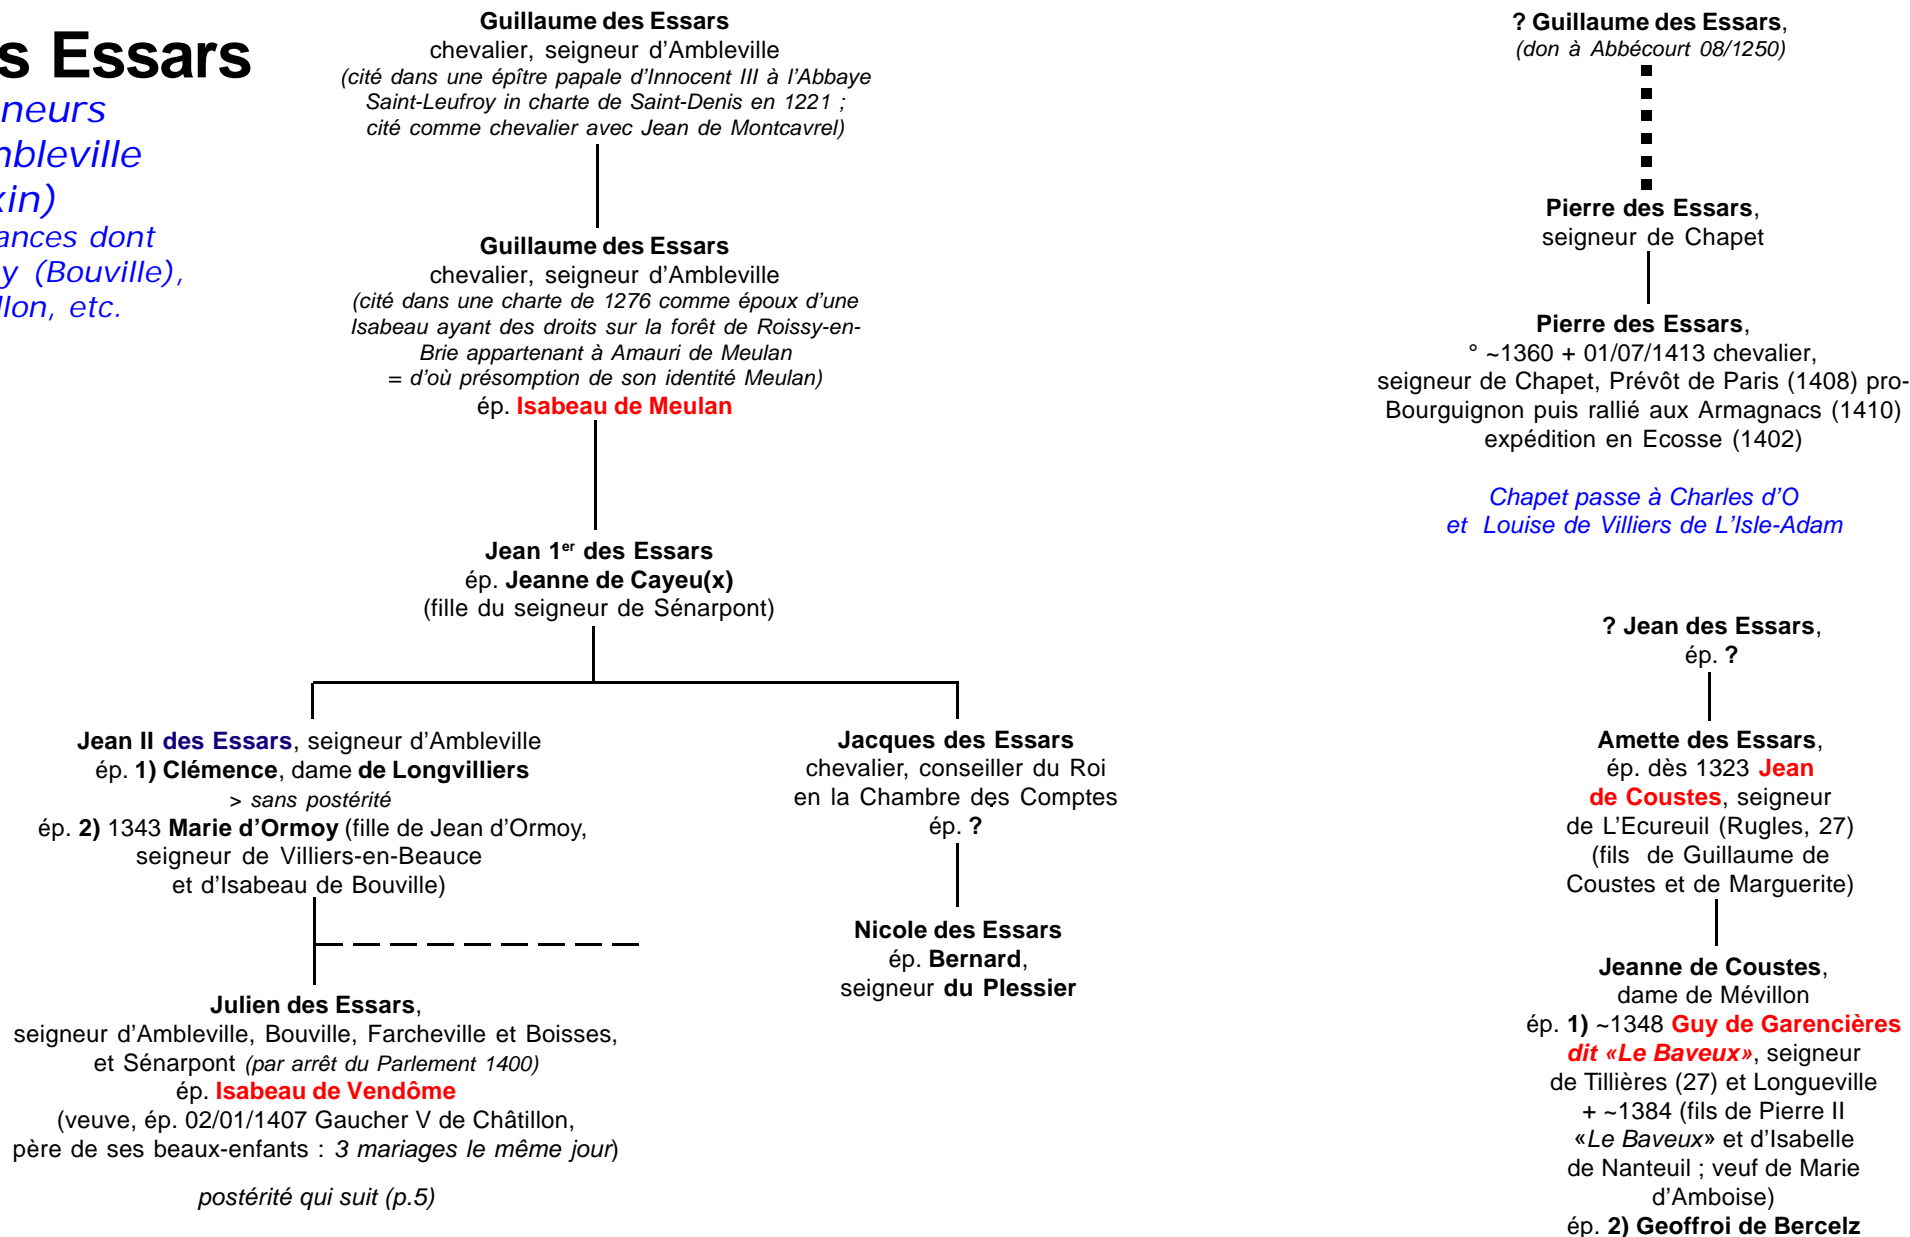 s Essars
neurs
mbleville
xin)
ances dont
y (Bouville),
llon, etc.
Guillaume des Essars
chevalier, seigneur d’Ambleville
(cité dans une épître papale d’Innocent III à l’Abbaye
Saint-Leufroy in charte de Saint-Denis en 1221 ;
cité comme chevalier avec Jean de Montcavrel)
Guillaume des Essars
chevalier, seigneur d’Ambleville
(cité dans une charte de 1276 comme époux d’une
Isabeau ayant des droits sur la forêt de Roissy-en-
Brie appartenant à Amauri de Meulan
= d’où présomption de son identité Meulan)
ép. Isabeau de Meulan
Jean 1er des Essars
ép. Jeanne de Cayeu(x)
(fille du seigneur de Sénarpont)
Jean II des Essars, seigneur d’Ambleville
ép. 1) Clémence, dame de Longvilliers
> sans postérité
ép. 2) 1343 Marie d’Ormoy (fille de Jean d’Ormoy,
seigneur de Villiers-en-Beauce
et d’Isabeau de Bouville)
Julien des Essars,
seigneur d’Ambleville, Bouville, Farcheville et Boisses,
et Sénarpont (par arrêt du Parlement 1400)
ép. Isabeau de Vendôme
(veuve, ép. 02/01/1407 Gaucher V de Châtillon,
père de ses beaux-enfants : 3 mariages le même jour)
postérité qui suit (p.5)
Jacques des Essars
chevalier, conseiller du Roi
en la Chambre des Comptes
ép. ?
Nicole des Essars
ép. Bernard,
seigneur du Plessier
? Guillaume des Essars,
(don à Abbécourt 08/1250)
Pierre des Essars,
seigneur de Chapet
Pierre des Essars,
° ~1360 + 01/07/1413 chevalier,
seigneur de Chapet, Prévôt de Paris (1408) pro-
Bourguignon puis rallié aux Armagnacs (1410)
expédition en Ecosse (1402)
Chapet passe à Charles d’O
et Louise de Villiers de L’Isle-Adam
? Jean des Essars,
ép. ?
Amette des Essars,
ép. dès 1323 Jean
de Coustes, seigneur
de L’Ecureuil (Rugles, 27)
(fils de Guillaume de
Coustes et de Marguerite)
Jeanne de Coustes,
dame de Mévillon
ép. 1) ~1348 Guy de Garencières
dit «Le Baveux», seigneur
de Tillières (27) et Longueville
+ ~1384 (fils de Pierre II
«Le Baveux» et d’Isabelle
de Nanteuil ; veuf de Marie
d’Amboise)
ép. 2) Geoffroi de Bercelz